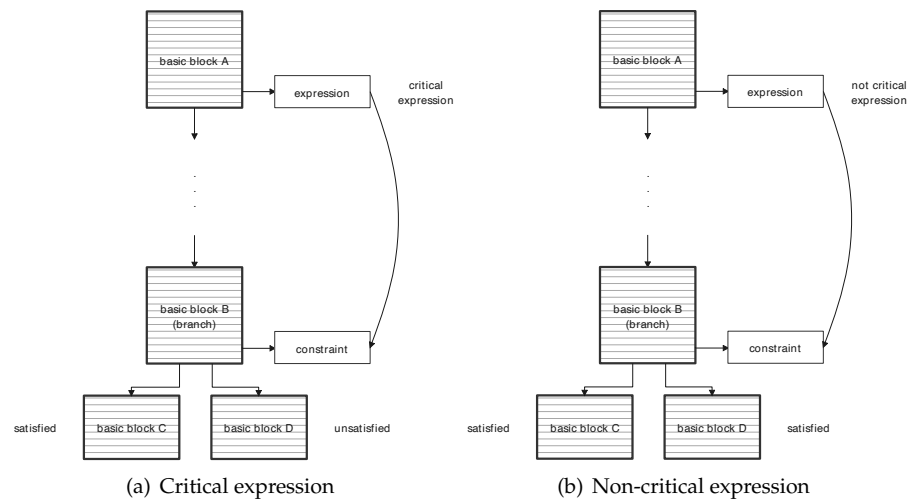 basic block A
expression
critical
expression
.
.
.
basic block B
(branch)
constraint
satisfied
basic block C
basic block D
unsatisfied
(a) Critical expression
basic block A
expression
not critical
expression
.
.
.
basic block B
(branch)
constraint
satisfied
basic block C
basic block D
satisfied
(b) Non-critical expression